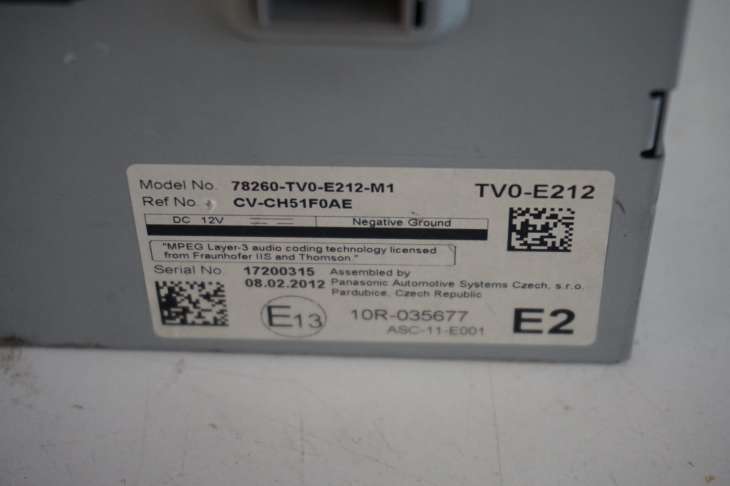 Model No. 78260-TV0-E212-M1
TV0-E212
Ref No. CV-CH51F0AE
DC 12V Negative Ground
"MPEG Layer-3 audio coding technology licensed
from Fraunhofer IIS and Thomson."
Serial No. 17200315 Assembled by
08.02.2012 Panasonic Automotive Systems Czech, s.r.o.
Pardubice, Czech Republic
E13
10R-035677
ASC-11-E001
E2